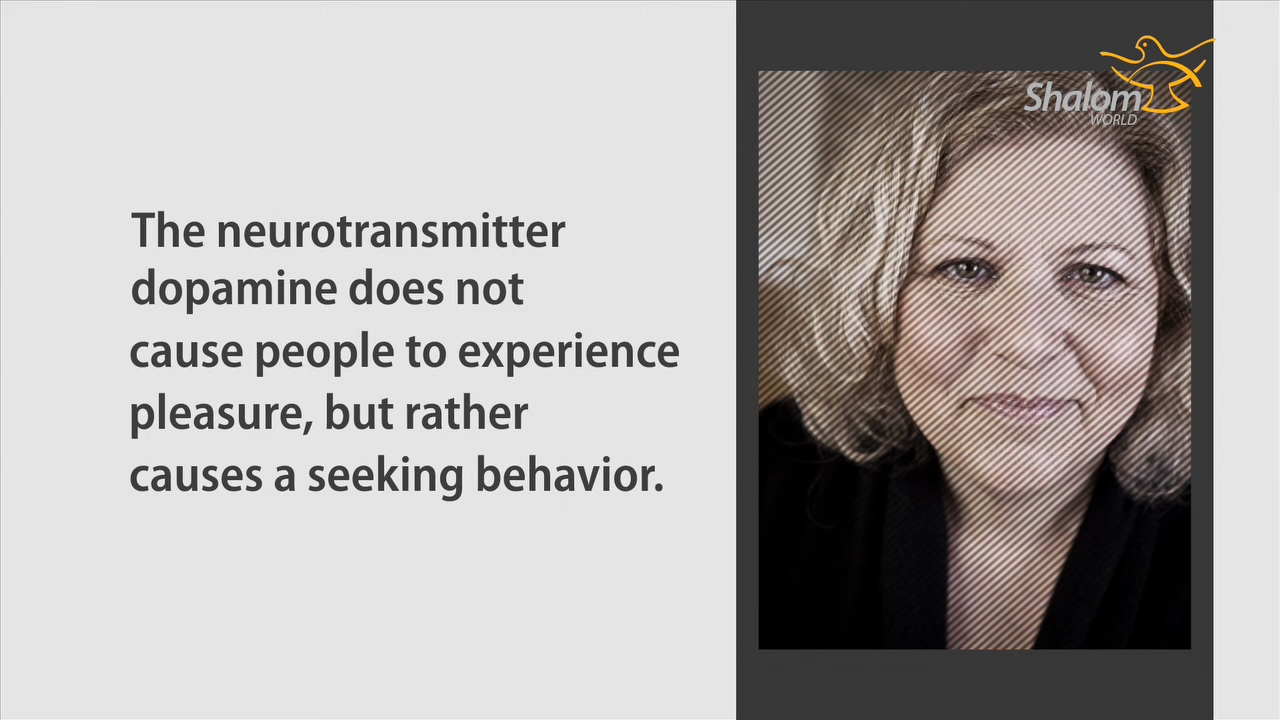 The neurotransmitter
dopamine does not
cause people to experience
pleasure, but rather
causes a seeking behavior.
Shalom
WORLD